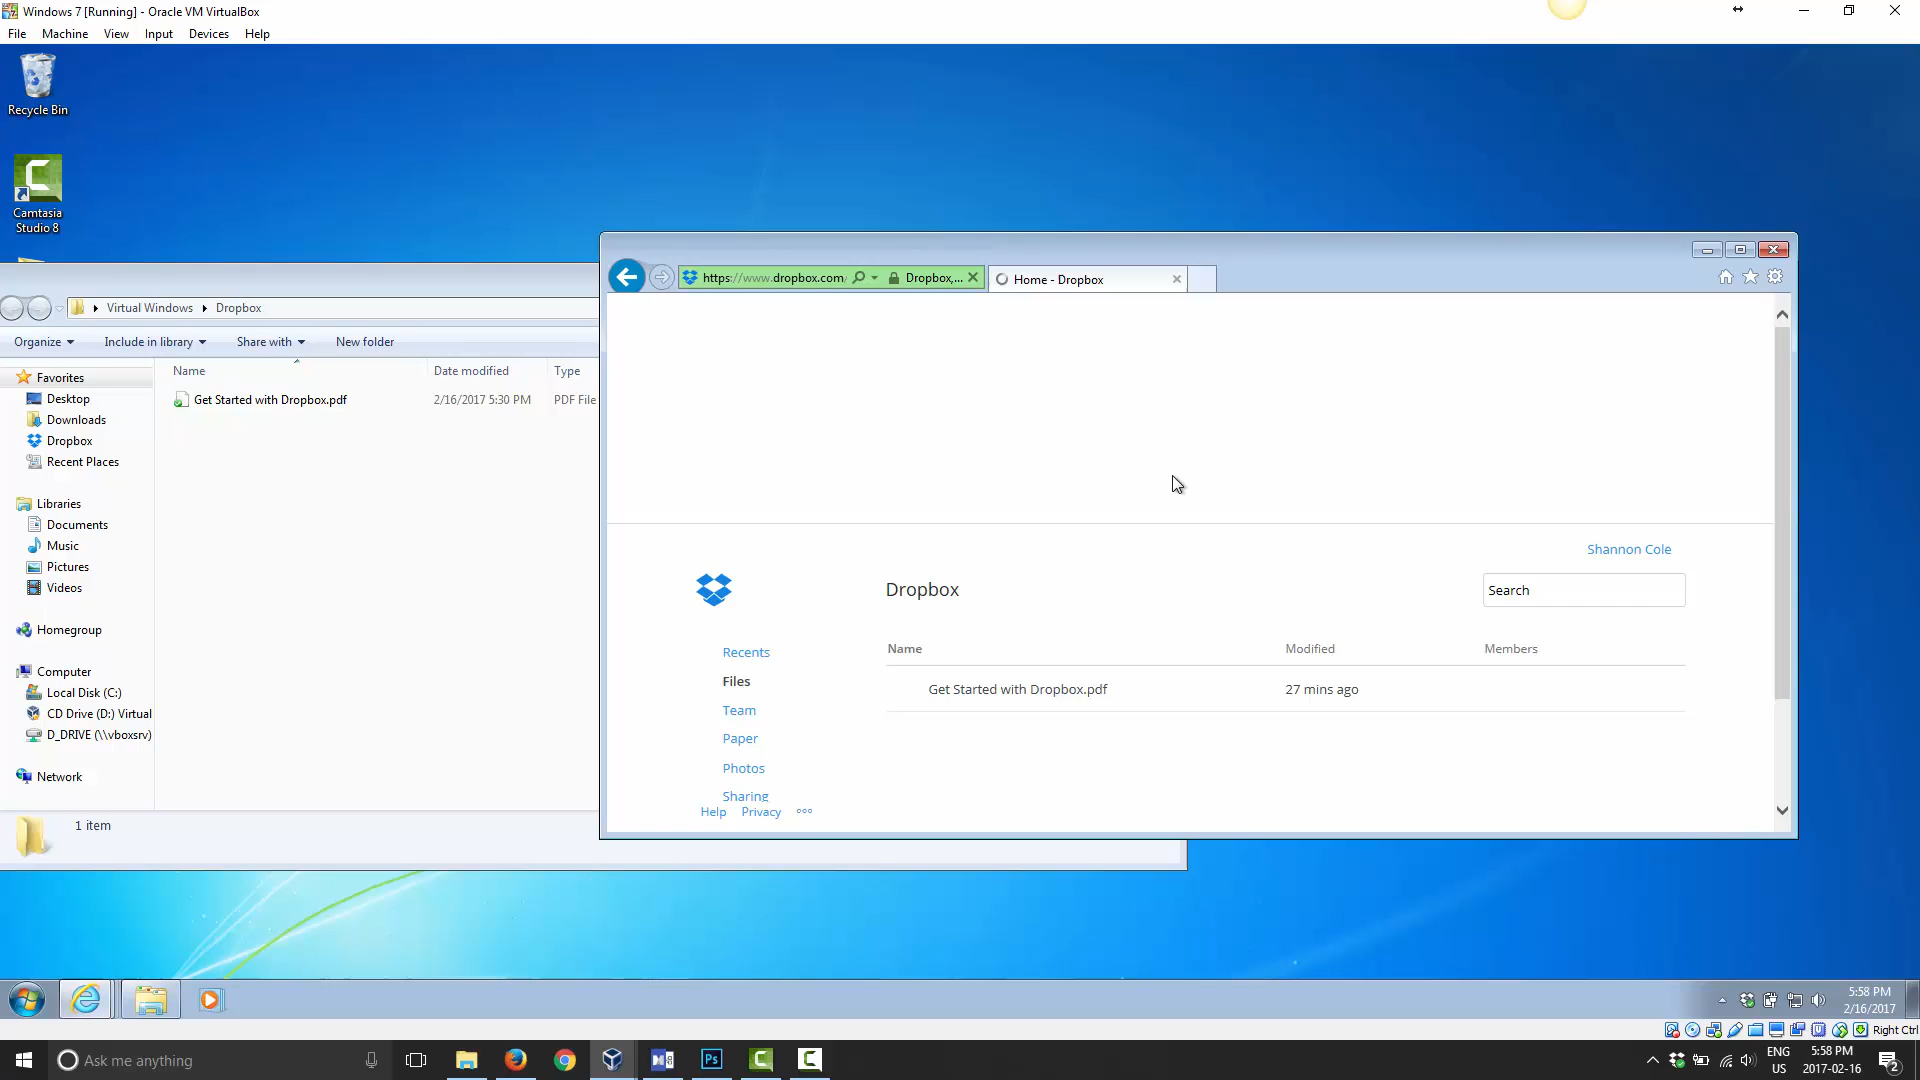 Windows 7 [Running] - Oracle VM VirtualBox
File Machine View Input Devices Help
Recycle Bin
Camtasia
Studio 8
Virtual Windows Dropbox
Organize Include in library Share with New folder
Name Date modified Type
Get Started with Dropbox.pdf 2/16/2017 5:30 PM PDF File
Favorites
Desktop
Downloads
Dropbox
Recent Places
Libraries
Documents
Music
Pictures
Videos
Homegroup
Computer
Local Disk (C:)
CD Drive (D:) Virtual
D_DRIVE (\\vboxsrv)
Network
1 item
https://www.dropbox.com/ Dropbox,... Home - Dropbox
Shannon Cole
Dropbox
Search
Name Modified Members
Get Started with Dropbox.pdf 27 mins ago
Recents
Files
Team
Paper
Photos
Sharing
Help Privacy
5:58 PM
2/16/2017
Right Ctrl
Ask me anything
Ps
ENG
US
5:58 PM
2017-02-16
2